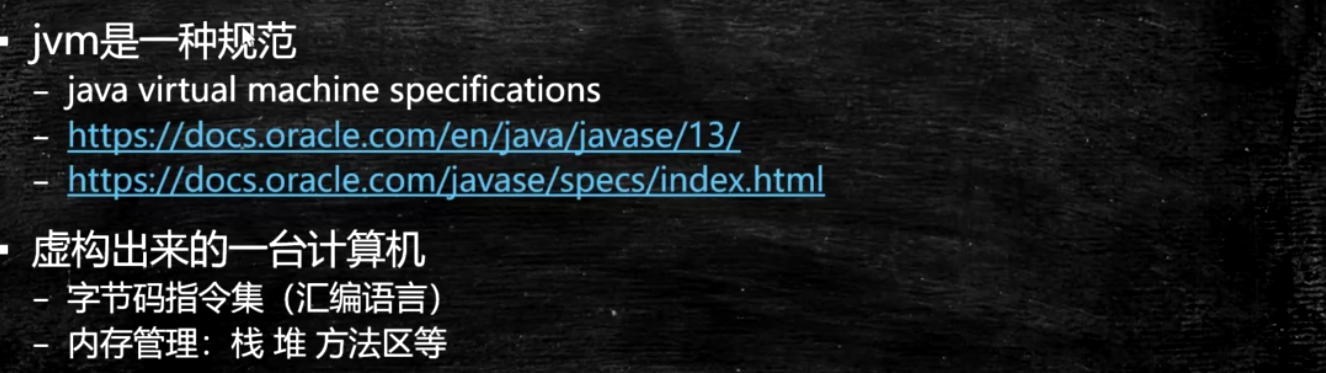 ▪ jvm是一种规范
– java virtual machine specifications
– https://docs.oracle.com/en/java/javase/13/
– https://docs.oracle.com/javase/specs/index.html
▪ 虚构出来的一台计算机
– 字节码指令集（汇编语言）
– 内存管理：栈 堆 方法区等